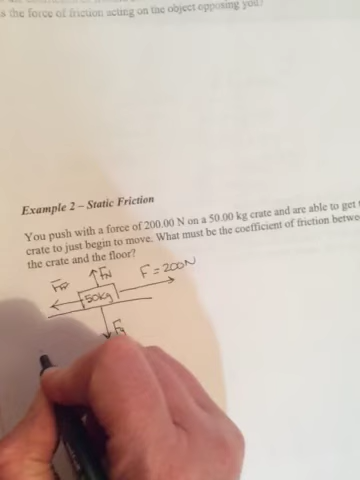 s the force of friction acting on the object opposing you?
Example 2 – Static Friction
You push with a force of 200.00 N on a 50.00 kg crate and are able to get
crate to just begin to move. What must be the coefficient of friction
the crate and the floor?
FN
F = 200N
50kg
Fg